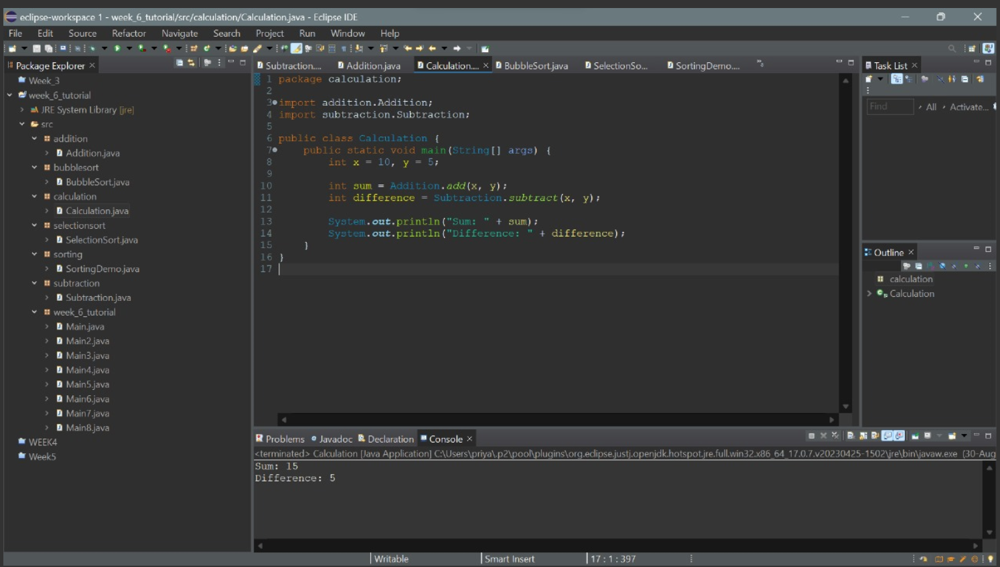 eclipse-workspace 1 - week_6_tutorial/src/calculation/Calculation.java - Eclipse IDE
File Edit Source Refactor Navigate Search Project Run Window Help
Package Explorer
Week_3
week_6_tutorial
JRE System Library [jre]
src
addition
Addition.java
bubblesort
BubbleSort.java
calculation
Calculation.java
selectionsort
SelectionSort.java
sorting
SortingDemo.java
subtraction
Subtraction.java
week_6_tutorial
Main.java
Main2.java
Main3.java
Main4.java
Main5.java
Main6.java
Main7.java
Main8.java
WEEK4
Week5
Subtraction.... Addition.java Calculation.... BubbleSort.java SelectionSo... SortingDemo....
1 package calculation;
2
3 import addition.Addition;
4 import subtraction.Subtraction;
5
6 public class Calculation {
7 public static void main(String[] args) {
8 int x = 10, y = 5;
9
10 int sum = Addition.add(x, y);
11 int difference = Subtraction.subtract(x, y);
12
13 System.out.println("Sum: " + sum);
14 System.out.println("Difference: " + difference);
15 }
16 }
17
Task List
Find All Activate...
Outline
calculation
Calculation
Problems Javadoc Declaration Console
<terminated> Calculation [Java Application] C:\Users\priya\.p2\pool\plugins\org.eclipse.justj.openjdk.hotspot.jre.full.win32.x86_64_17.0.7.v20230425-1502\jre\bin\javaw.exe (30-Aug
Sum: 15
Difference: 5
Writable Smart Insert 17 : 1 : 397